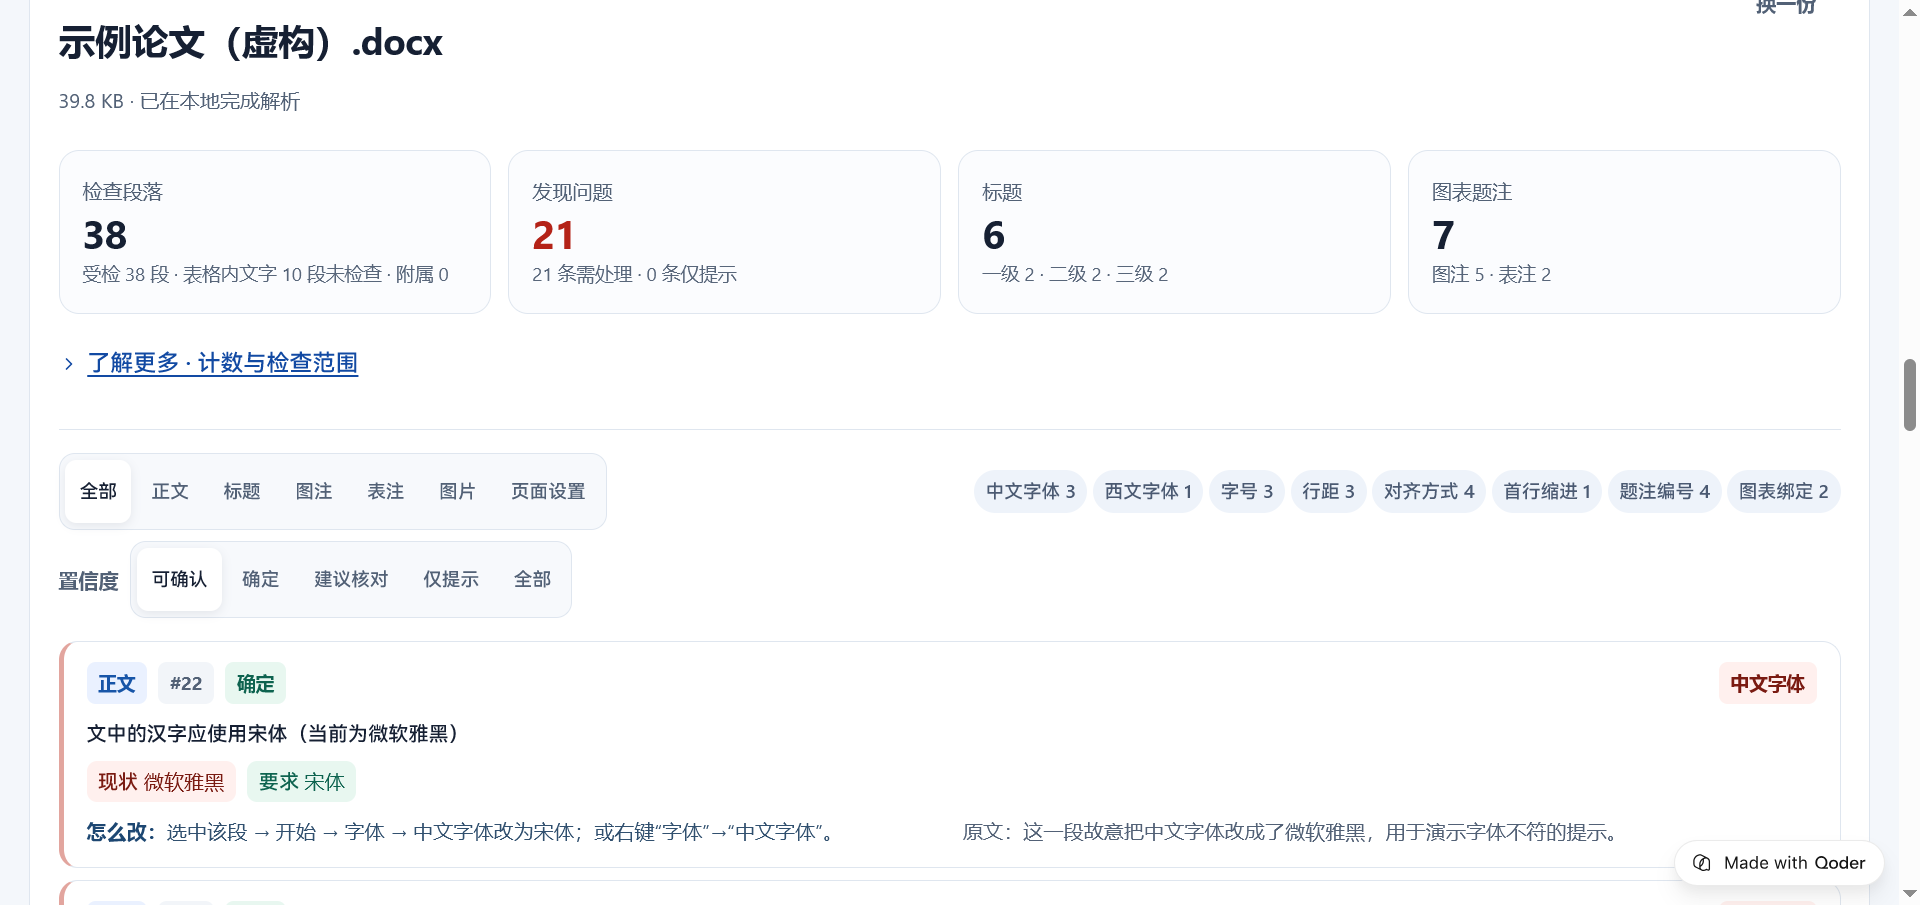 换一份
示例论文（虚构）.docx
39.8 KB · 已在本地完成解析
检查段落
38
受检 38 段 · 表格内文字 10 段未检查 · 附属 0
发现问题
21
21 条需处理 · 0 条仅提示
标题
6
一级 2 · 二级 2 · 三级 2
图表题注
7
图注 5 · 表注 2
了解更多 · 计数与检查范围
全部 正文 标题 图注 表注 图片 页面设置
中文字体 3 西文字体 1 字号 3 行距 3 对齐方式 4 首行缩进 1 题注编号 4 图表绑定 2
置信度 可确认 确定 建议核对 仅提示 全部
正文 #22 确定 中文字体
文中的汉字应使用宋体（当前为微软雅黑）
现状 微软雅黑 要求 宋体
怎么改：选中该段 → 开始 → 字体 → 中文字体改为宋体；或右键“字体”→“中文字体”。
原文：这一段故意把中文字体改成了微软雅黑，用于演示字体不符的提示。
Made with Qoder